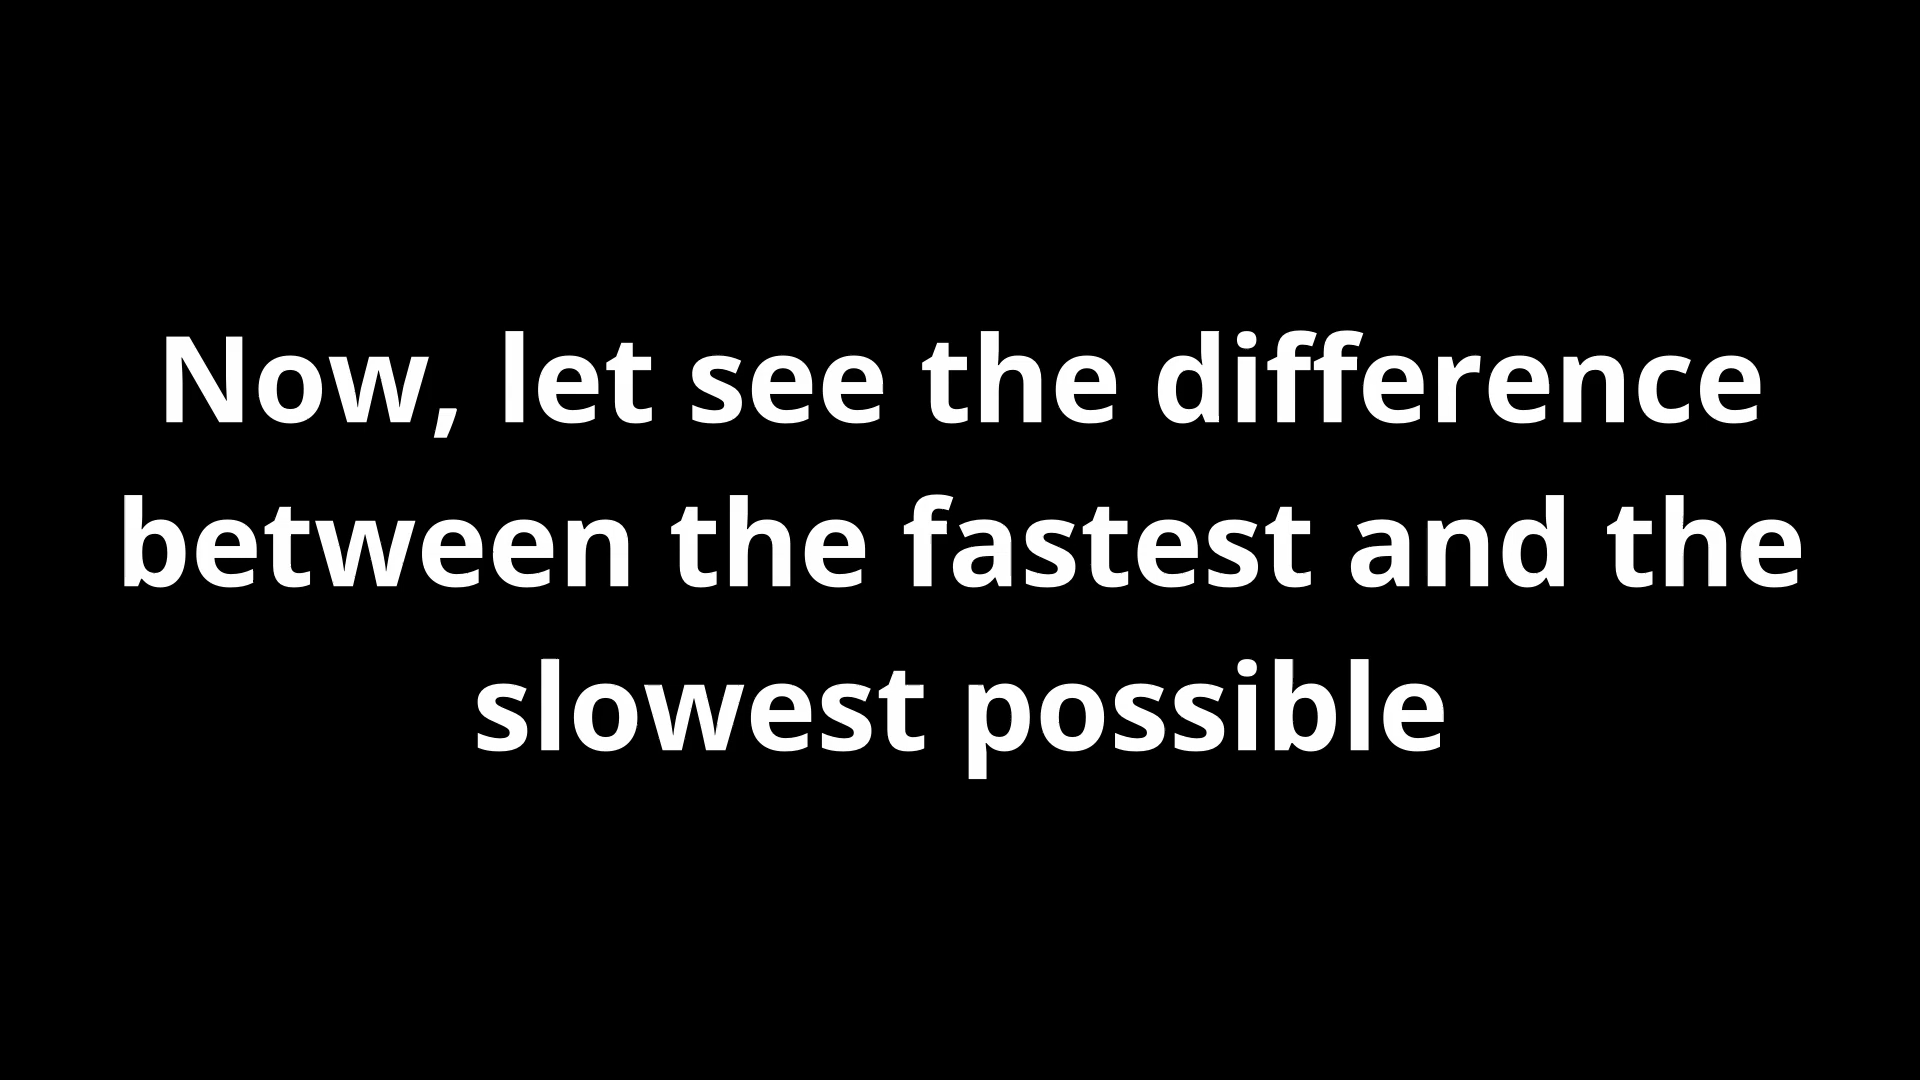 Now, let see the difference
between the fastest and the
slowest possible